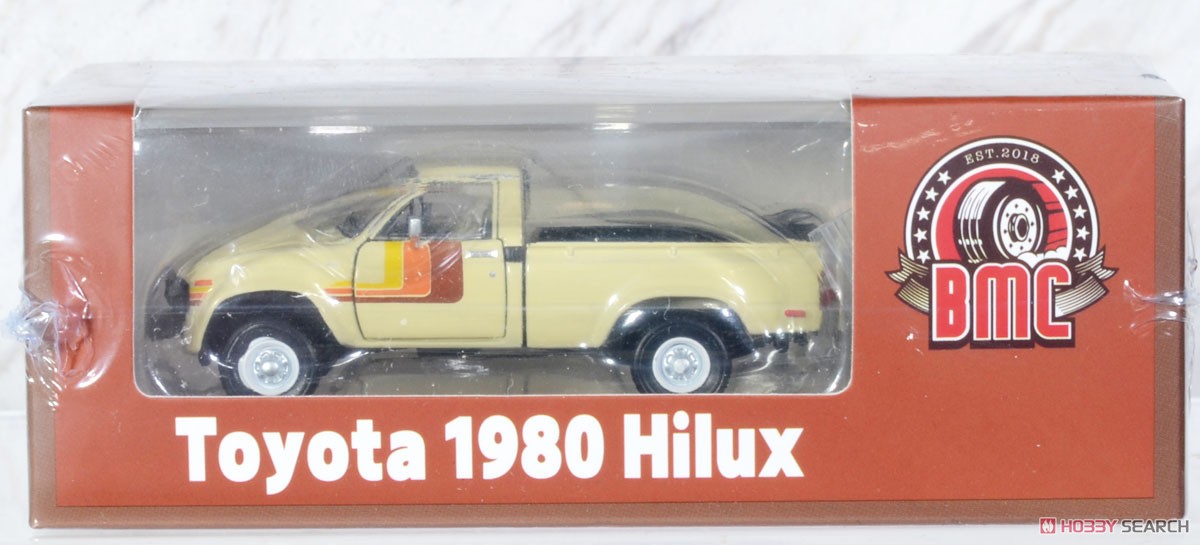 EST.2018
BMC
Toyota 1980 Hilux
HOBBY SEARCH